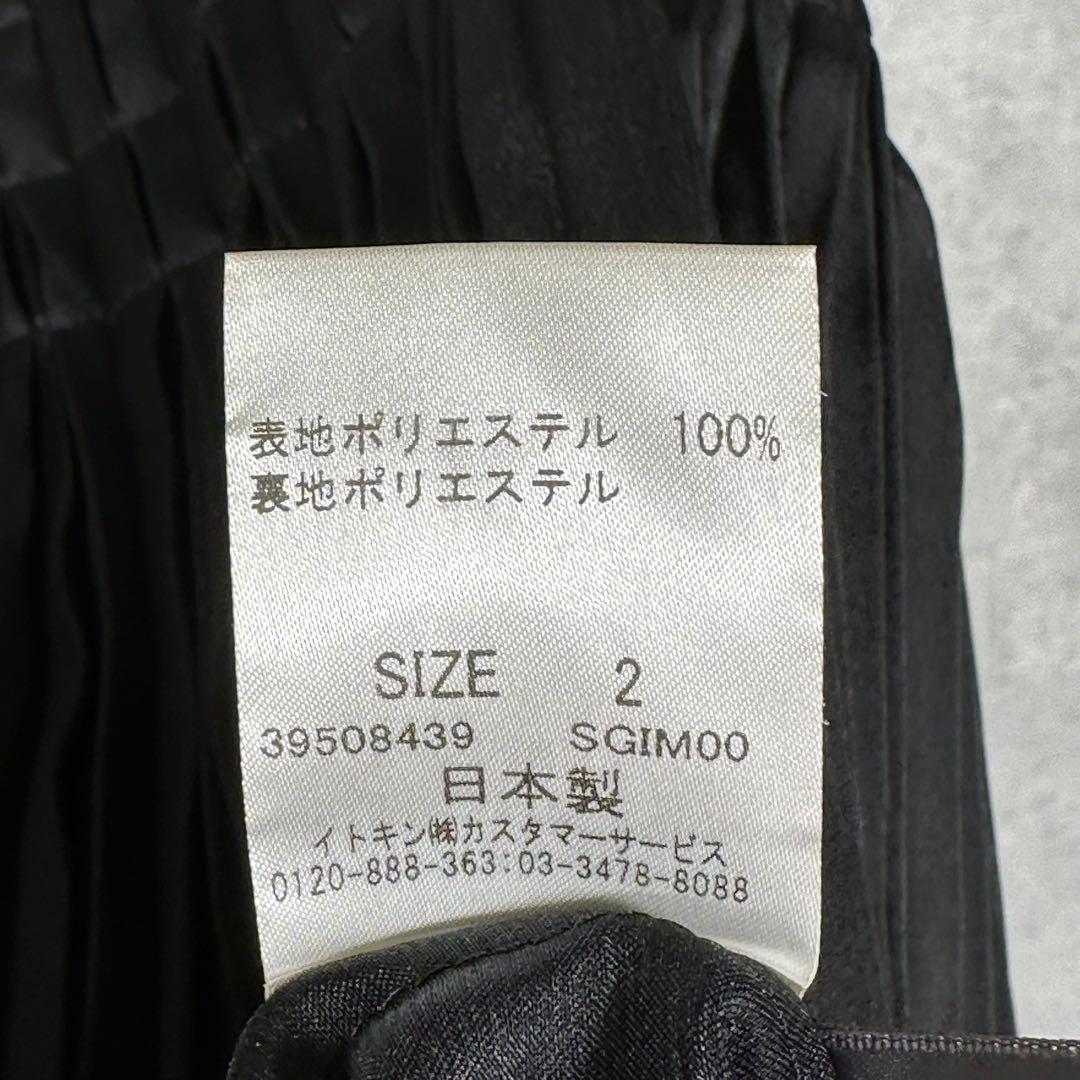 表地ポリエステル 100%
裏地ポリエステル
SIZE 2
39508439 SGIM00
日本製
イトキン㈱カスタマーサービス
0120-888-363:03-3478-8088